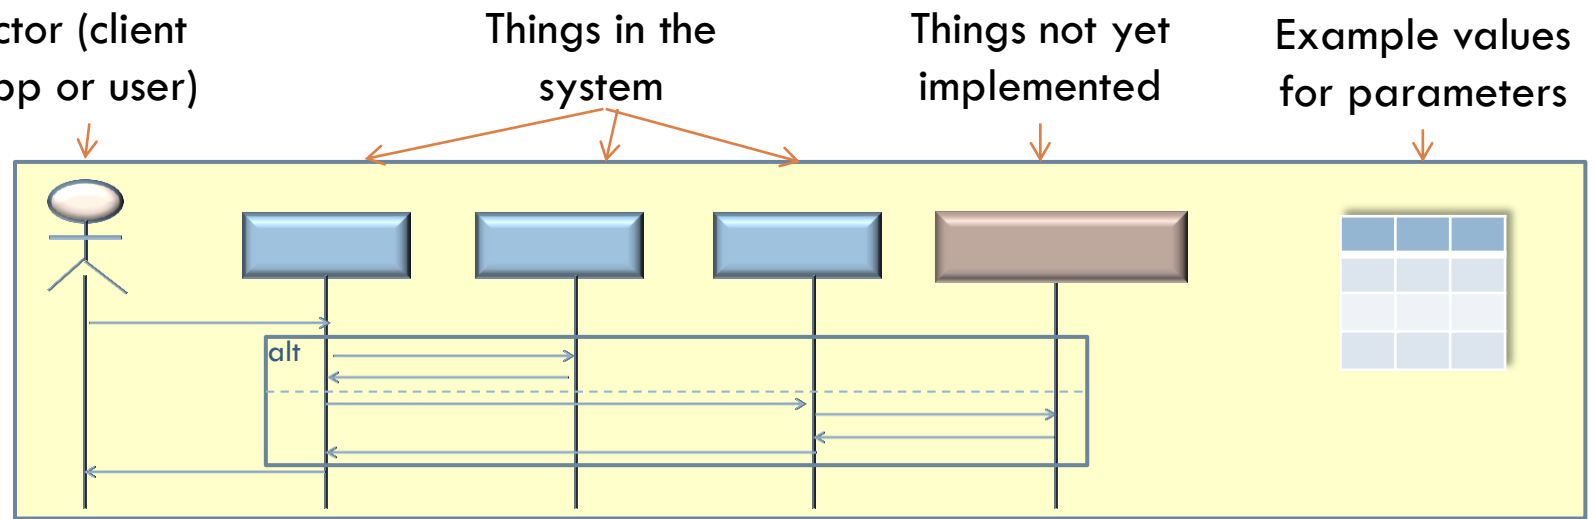 ctor (client
pp or user)
Things in the
system
Things not yet
implemented
Example values
for parameters
alt